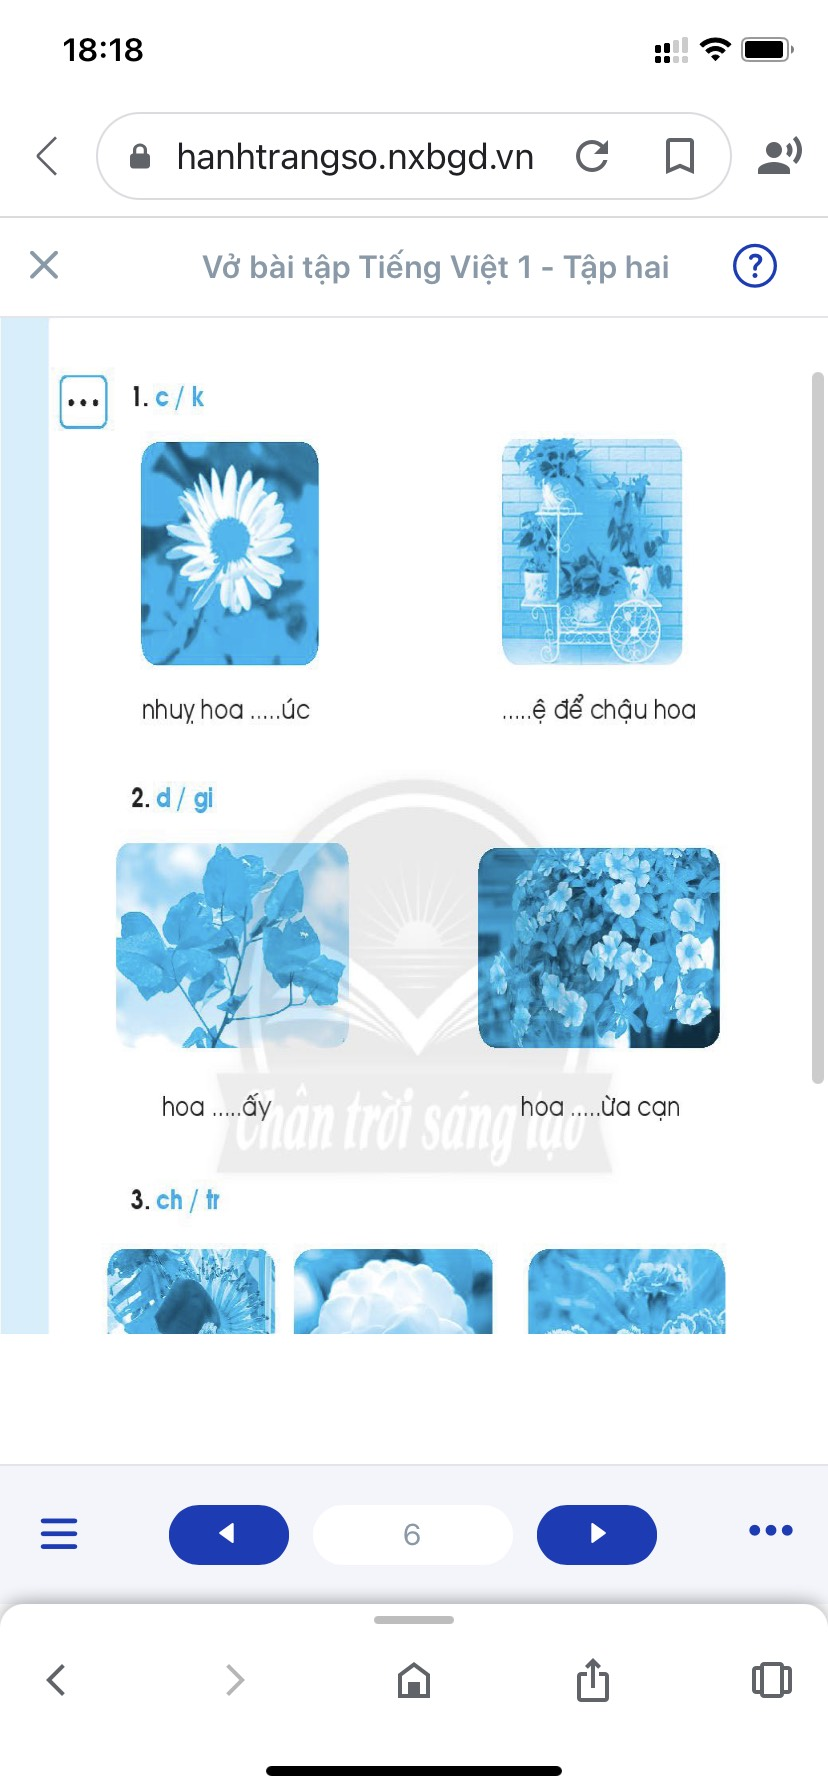 18:18
hanhtrangso.nxbgd.vn
Vở bài tập Tiếng Việt 1 - Tập hai
?
...
1. c / k
nhuỵ hoa .....úc
.....ệ để chậu hoa
2. d / gi
hoa .....ấy
hoa .....ừa cạn
Chân trời sáng tạo
3. ch / tr
6